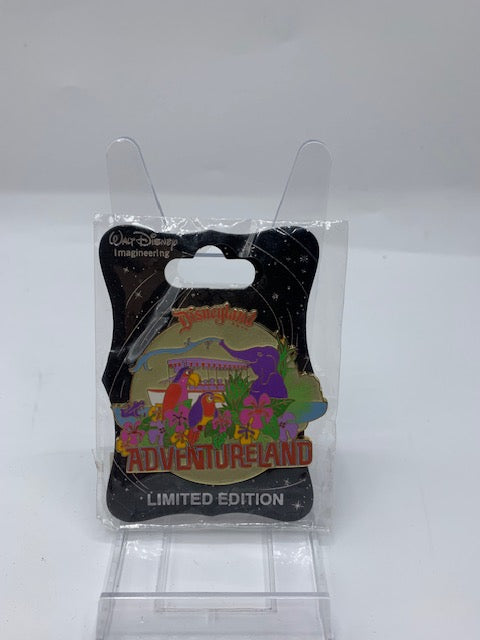 Walt Disney
Imagineering
Disneyland
ADVENTURELAND
LIMITED EDITION